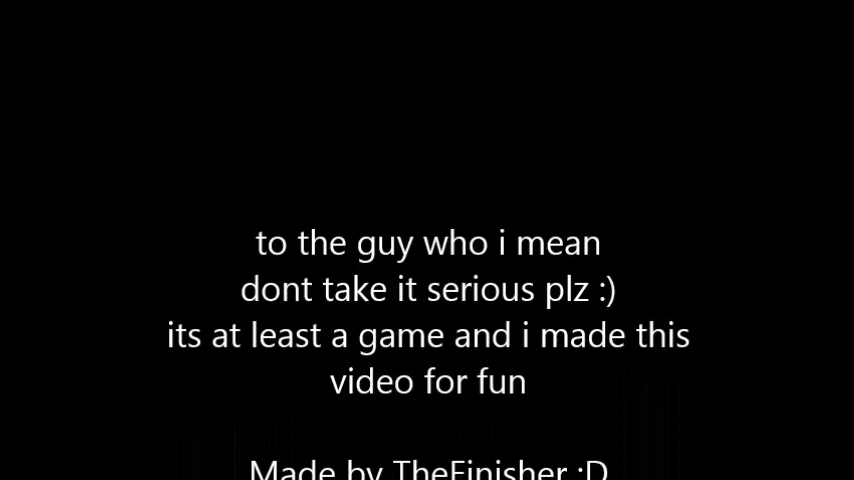 to the guy who i mean
dont take it serious plz :)
its at least a game and i made this
video for fun
Made by TheFinisher :D